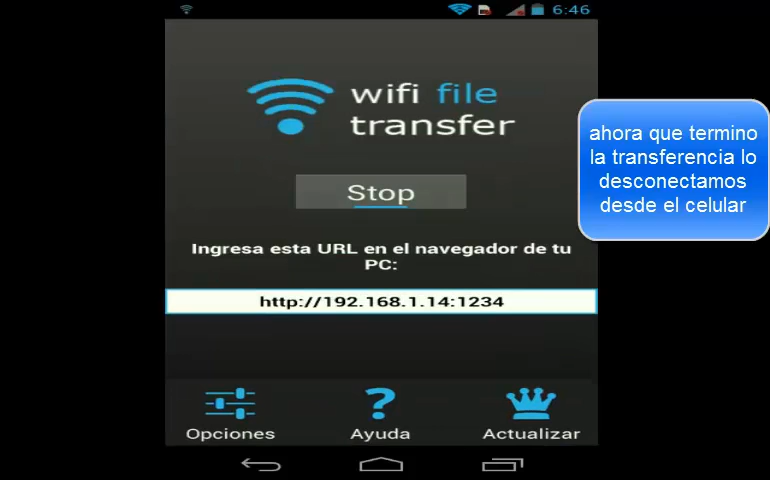 6:46
wifi file
transfer
ahora que termino
la transferencia lo
desconectamos
desde el celular
Stop
Ingresa esta URL en el navegador de tu
PC:
http://192.168.1.14:1234
Opciones
Ayuda
Actualizar